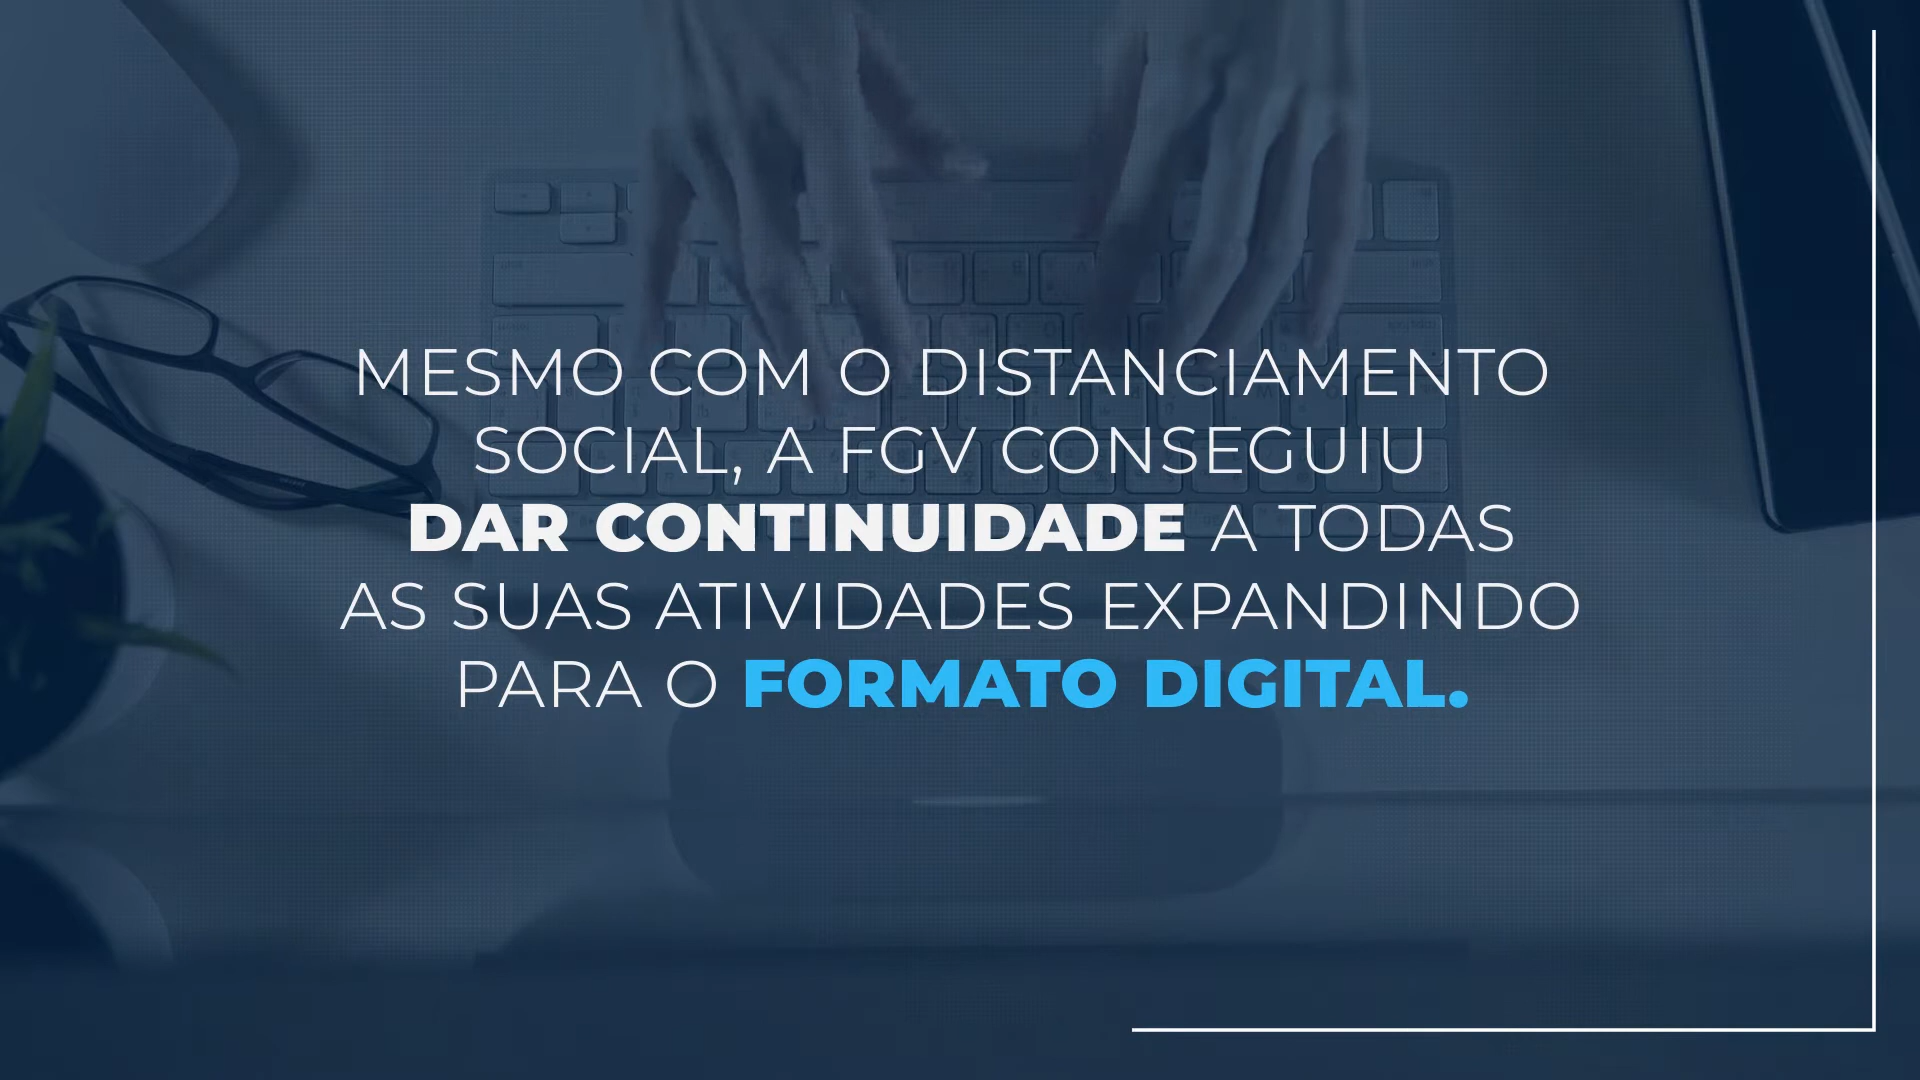 MESMO COM O DISTANCIAMENTO
SOCIAL, A FGV CONSEGUIU
DAR CONTINUIDADE A TODAS
AS SUAS ATIVIDADES EXPANDINDO
PARA O FORMATO DIGITAL.